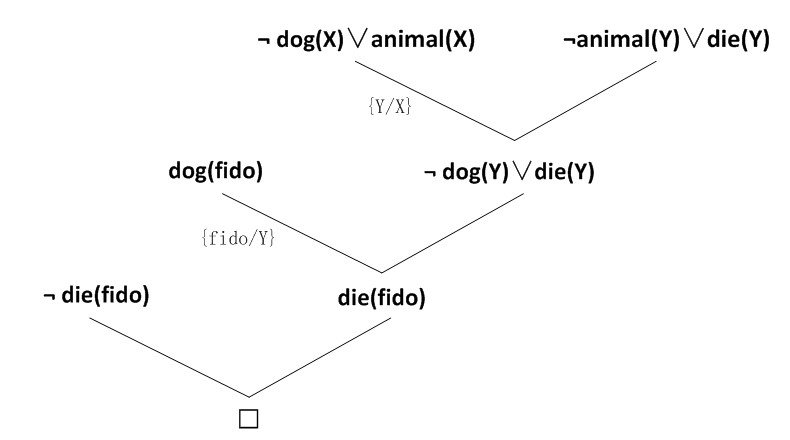 ¬ dog(X)∨animal(X) ¬animal(Y)∨die(Y)
{Y/X}
dog(fido) ¬ dog(Y)∨die(Y)
{fido/Y}
¬ die(fido) die(fido)
□